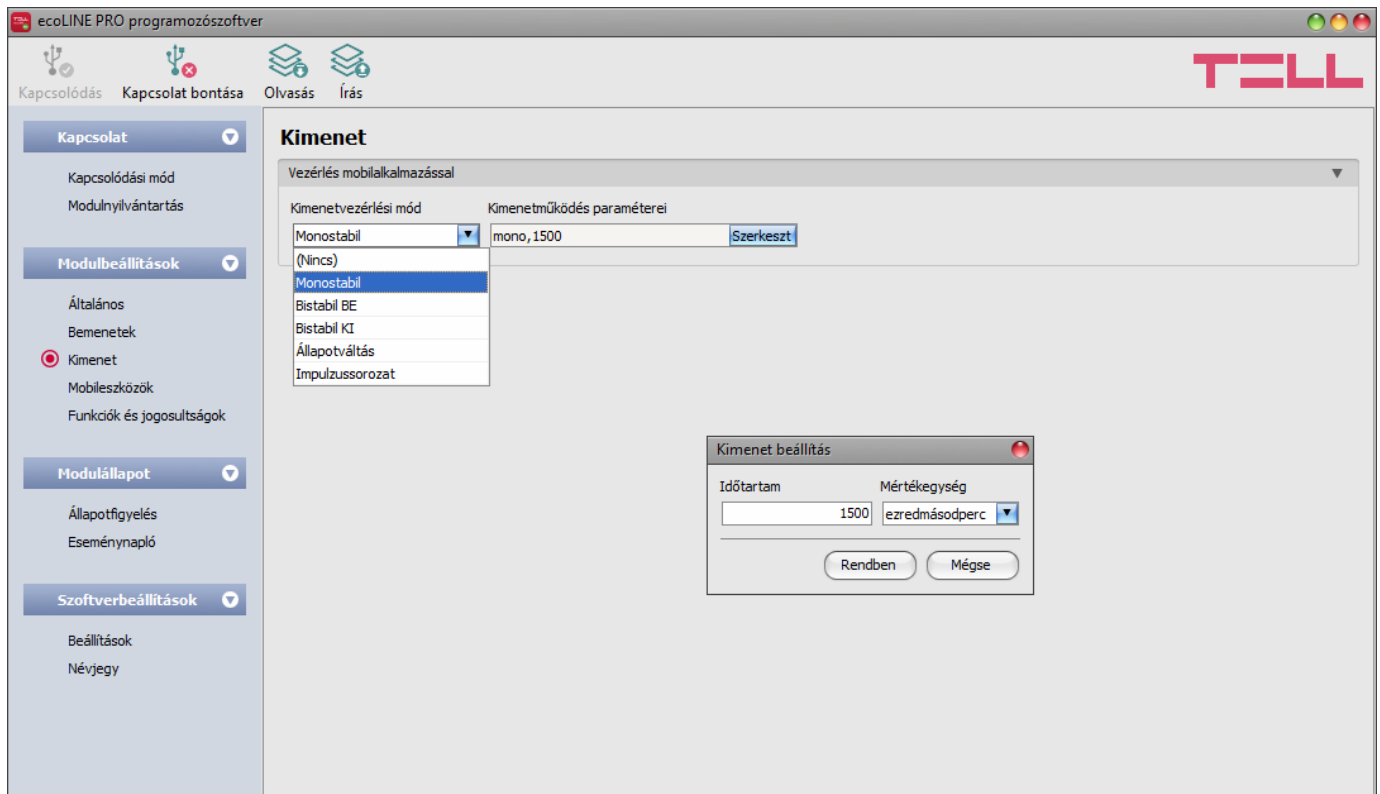 ecoLINE PRO programozószoftver
Kapcsolódás Kapcsolat bontása Olvasás Írás
TELL
Kapcsolat
Kapcsolódási mód
Modulnyilvántartás
Modulbeállítások
Általános
Bemenetek
Kimenet
Mobileszközök
Funkciók és jogosultságok
Modulállapot
Állapotfigyelés
Eseménynapló
Szoftverbeállítások
Beállítások
Névjegy
Kimenet
Vezérlés mobilalkalmazással
Kimenetvezérlési mód Kimenetműködés paraméterei
Monostabil mono,1500 Szerkeszt
(Nincs)
Monostabil
Bistabil BE
Bistabil KI
Állapotváltás
Impulzussorozat
Kimenet beállítás
Időtartam Mértékegység
1500 ezredmásodperc
Rendben Mégse